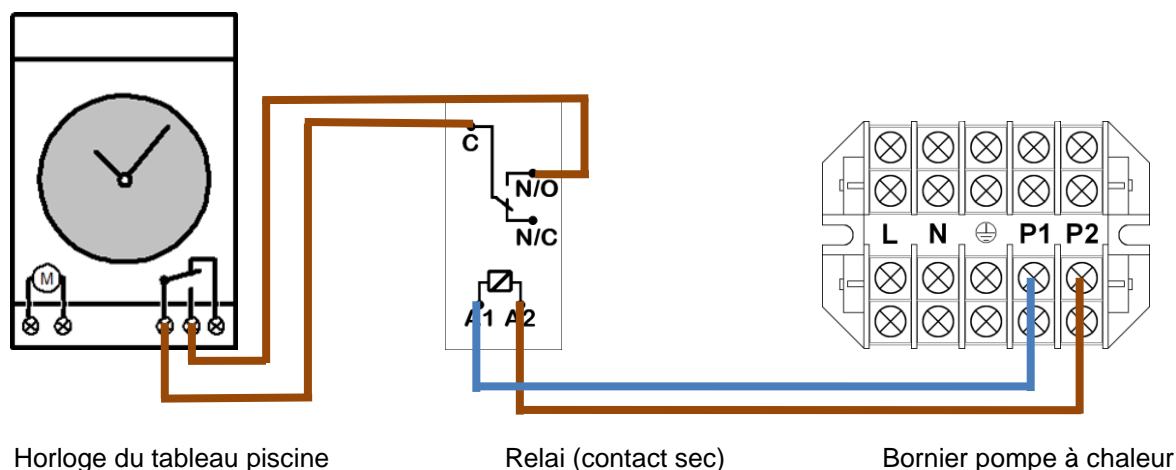 C
N/O
N/C
M
L N P1 P2
A1 A2
Horloge du tableau piscine
Relai (contact sec)
Bornier pompe à chaleur